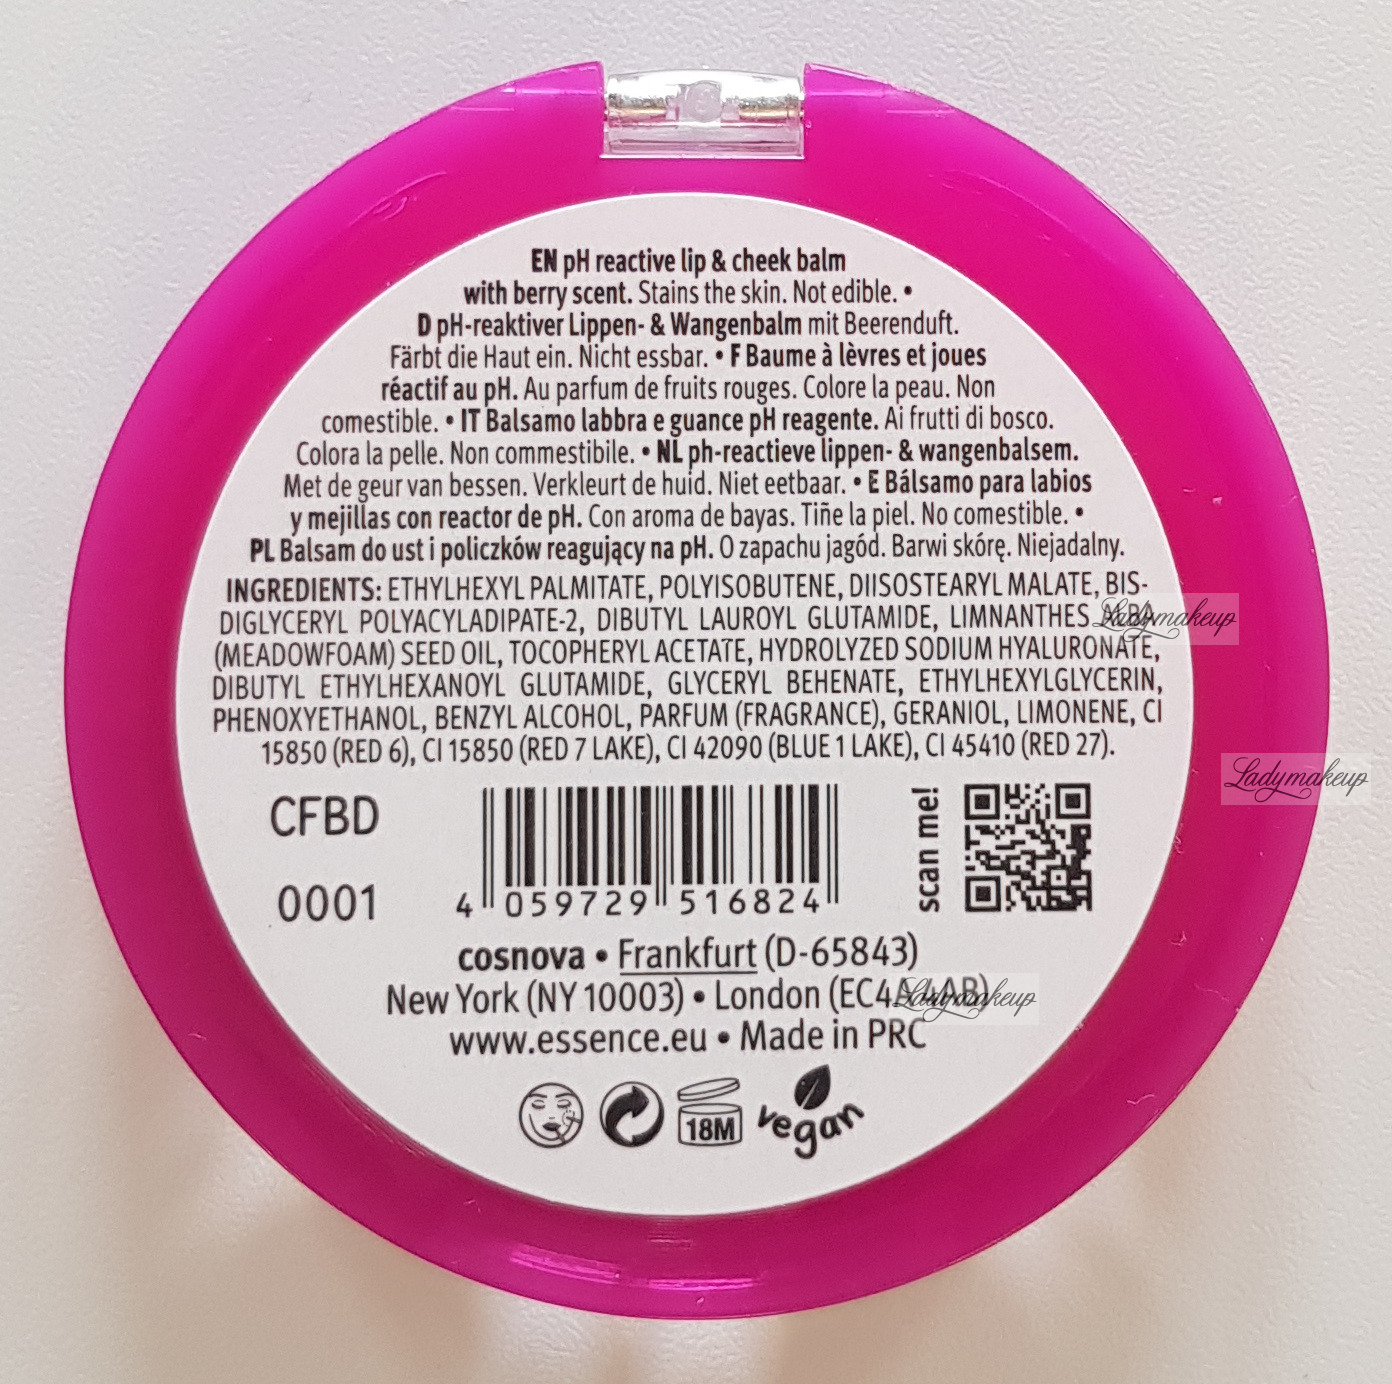 EN pH reactive lip & cheek balm
with berry scent. Stains the skin. Not edible. •
D pH-reaktiver Lippen- & Wangenbalm mit Beerenduft.
Färbt die Haut ein. Nicht essbar. • F Baume à lèvres et joues
réactif au pH. Au parfum de fruits rouges. Colore la peau. Non
comestible. • IT Balsamo labbra e guance pH reagente. Ai frutti di bosco.
Colora la pelle. Non commestibile. • NL ph-reactieve lippen- & wangenbalsem.
Met de geur van bessen. Verkleurt de huid. Niet eetbaar. • E Bálsamo para labios
y mejillas con reactor de pH. Con aroma de bayas. Tiñe la piel. No comestible. •
PL Balsam do ust i policzków reagujący na pH. O zapachu jagód. Barwi skórę. Niejadalny.
INGREDIENTS: ETHYLHEXYL PALMITATE, POLYISOBUTENE, DIISOSTEARYL MALATE, BIS-
DIGLYCERYL POLYACYLADIPATE-2, DIBUTYL LAUROYL GLUTAMIDE, LIMNANTHES ALBA
Ladymakeup
(MEADOWFOAM) SEED OIL, TOCOPHERYL ACETATE, HYDROLYZED SODIUM HYALURONATE,
DIBUTYL ETHYLHEXANOYL GLUTAMIDE, GLYCERYL BEHENATE, ETHYLHEXYLGLYCERIN,
PHENOXYETHANOL, BENZYL ALCOHOL, PARFUM (FRAGRANCE), GERANIOL, LIMONENE, CI
15850 (RED 6), CI 15850 (RED 7 LAKE), CI 42090 (BLUE 1 LAKE), CI 45410 (RED 27).
Ladymakeup
CFBD
0001
4 059729 516824
scan me!
cosnova • Frankfurt (D-65843)
New York (NY 10003) • London (EC4A 4AB)
Ladymakeup
www.essence.eu • Made in PRC
18M
vegan